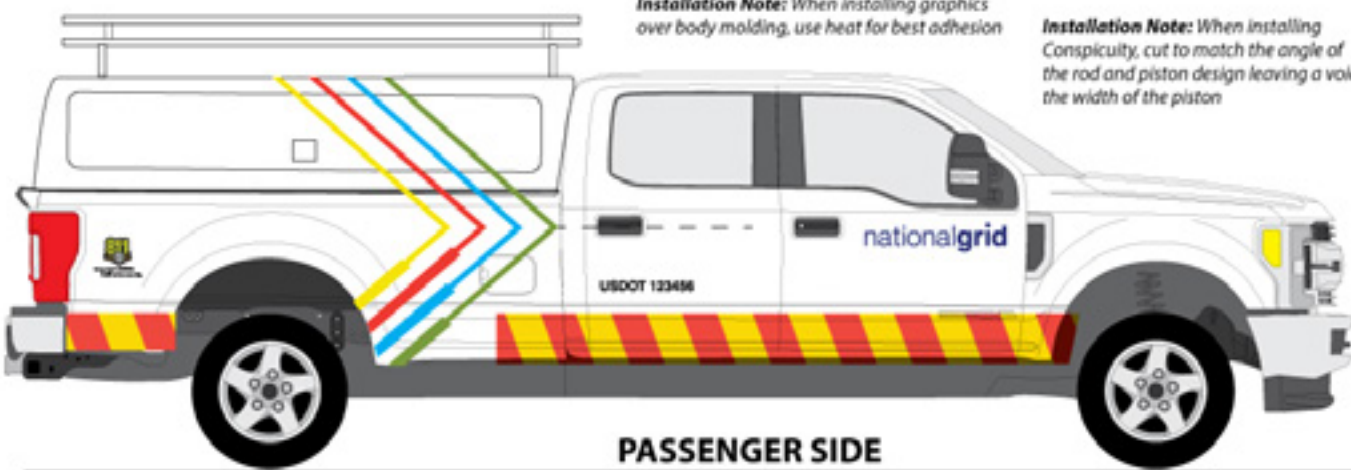 Installation Note: When installing graphics
over body molding, use heat for best adhesion
Installation Note: When installing
Conspicuity, cut to match the angle of
the rod and piston design leaving a
the width of the piston
811
nationalgrid
USDOT 123456
PASSENGER SIDE